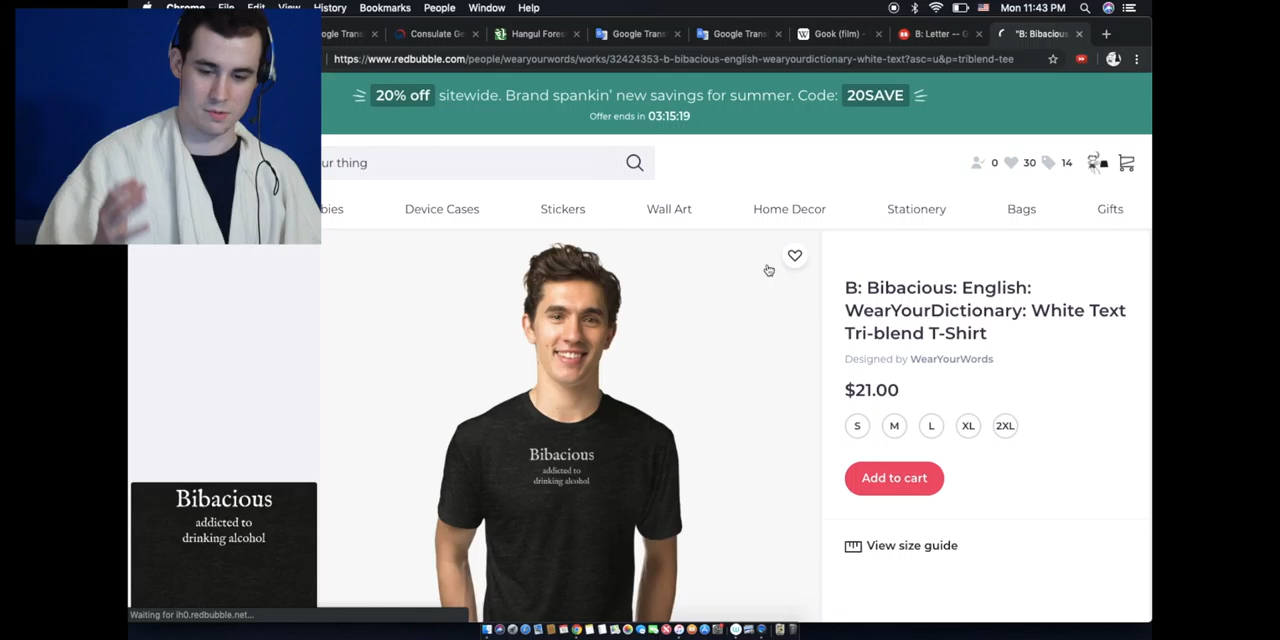 Chrome File Edit View History Bookmarks People Window Help Mon 11:43 PM
ogle Trans Consulate Ge Hangul Fores Google Trans Google Trans Gook (film) - B: Letter -- G "B: Bibacious
https://www.redbubble.com/people/wearyourwords/works/32424353-b-bibacious-english-wearyourdictionary-white-text?asc=u&p=triblend-tee
20% off sitewide. Brand spankin' new savings for summer. Code: 20SAVE
Offer ends in 03:15:19
ur thing
0 30 14
bies Device Cases Stickers Wall Art Home Decor Stationery Bags Gifts
B: Bibacious: English:
WearYourDictionary: White Text
Tri-blend T-Shirt
Designed by WearYourWords
$21.00
S M L XL 2XL
Add to cart
View size guide
Bibacious
addicted to
drinking alcohol
Bibacious
addicted to
drinking alcohol
Waiting for ih0.redbubble.net...